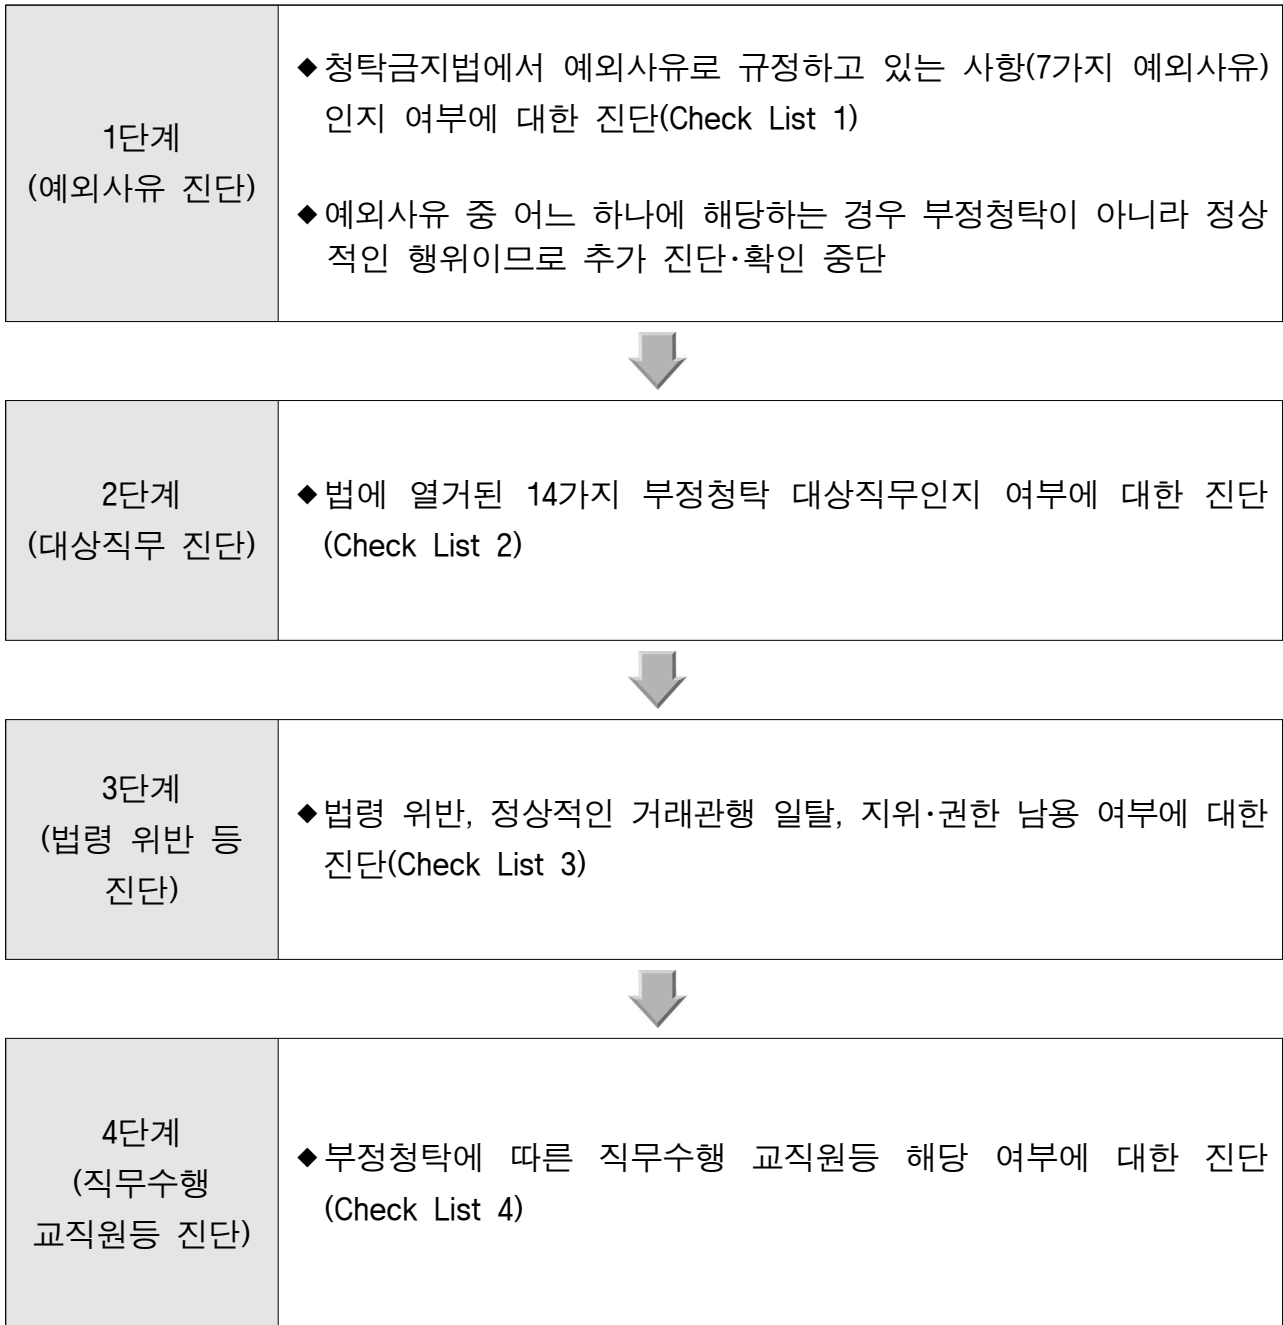 1단계
(예외사유 진단)
◆청탁금지법에서 예외사유로 규정하고 있는 사항(7가지 예외사유)
인지 여부에 대한 진단(Check List 1)
◆예외사유 중 어느 하나에 해당하는 경우 부정청탁이 아니라 정상
적인 행위이므로 추가 진단·확인 중단
2단계
(대상직무 진단)
◆법에 열거된 14가지 부정청탁 대상직무인지 여부에 대한 진단
(Check List 2)
3단계
(법령 위반 등
진단)
◆법령 위반, 정상적인 거래관행 일탈, 지위·권한 남용 여부에 대한
진단(Check List 3)
4단계
(직무수행
교직원등 진단)
◆부정청탁에 따른 직무수행 교직원등 해당 여부에 대한 진단
(Check List 4)